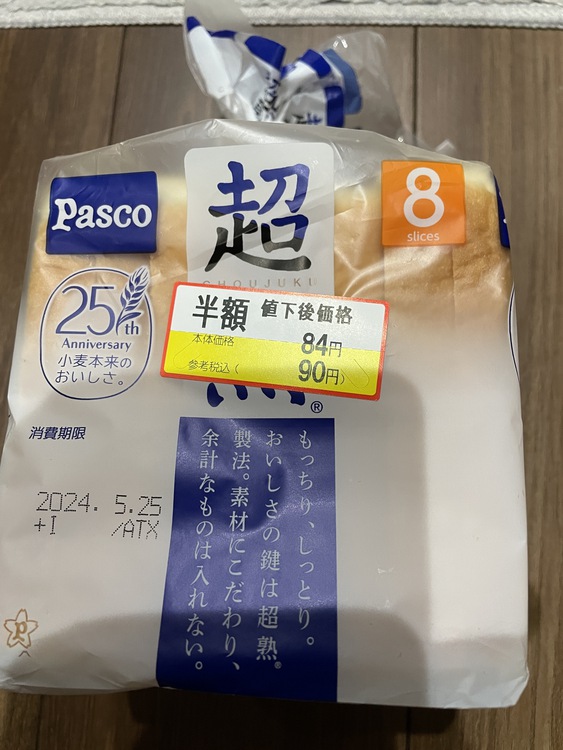 Pasco
超
CHOUJUKU
8
slices
25th
Anniversary
小麦本来の
おいしさ。
半額 値下後価格
本体価格 84円
参考税込( 90円)
®
消費期限
2024. 5.25
+I /ATX
もっちり、しっとり。
おいしさの鍵は超熟®
製法。素材にこだわり、
余計なものは入れない。
P